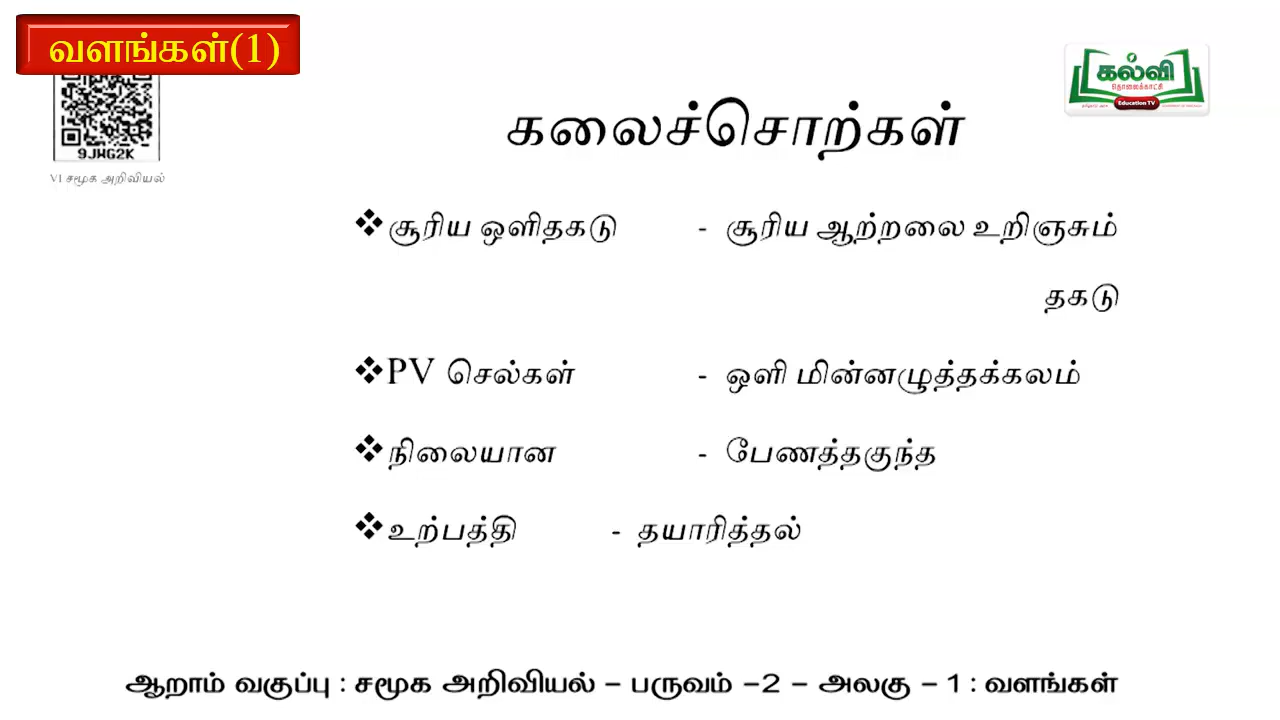 வளங்கள்(1)
கல்வி
தொலைக்காட்சி
Education TV
9JWG2K
VI சமூக அறிவியல்
கலைச்சொற்கள்
❖சூரிய ஒளிதகடு - சூரிய ஆற்றலை உறிஞசும்
தகடு
❖PV செல்கள் - ஒளி மின்னழுத்தக்கலம்
❖நிலையான - பேணத்தகுந்த
❖உற்பத்தி - தயாரித்தல்
ஆறாம் வகுப்பு : சமூக அறிவியல் – பருவம் –2 – அலகு – 1 : வளங்கள்